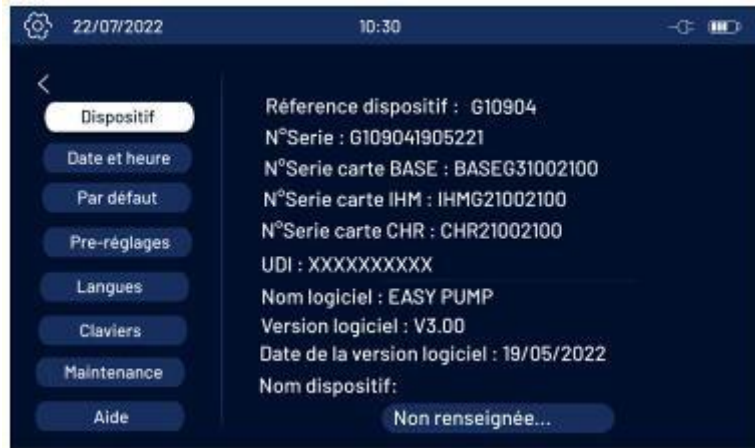 22/07/2022
10:30
Dispositif
Date et heure
Par défaut
Pre-réglages
Langues
Claviers
Maintenance
Aide
Réference dispositif : G10904
N°Serie : G109041905221
N°Serie carte BASE : BASEG31002100
N°Serie carte IHM : IHMG21002100
N°Serie carte CHR : CHR21002100
UDI : XXXXXXXXXX
Nom logiciel : EASY PUMP
Version logiciel : V3.00
Date de la version logiciel : 19/05/2022
Nom dispositif:
Non renseignée...